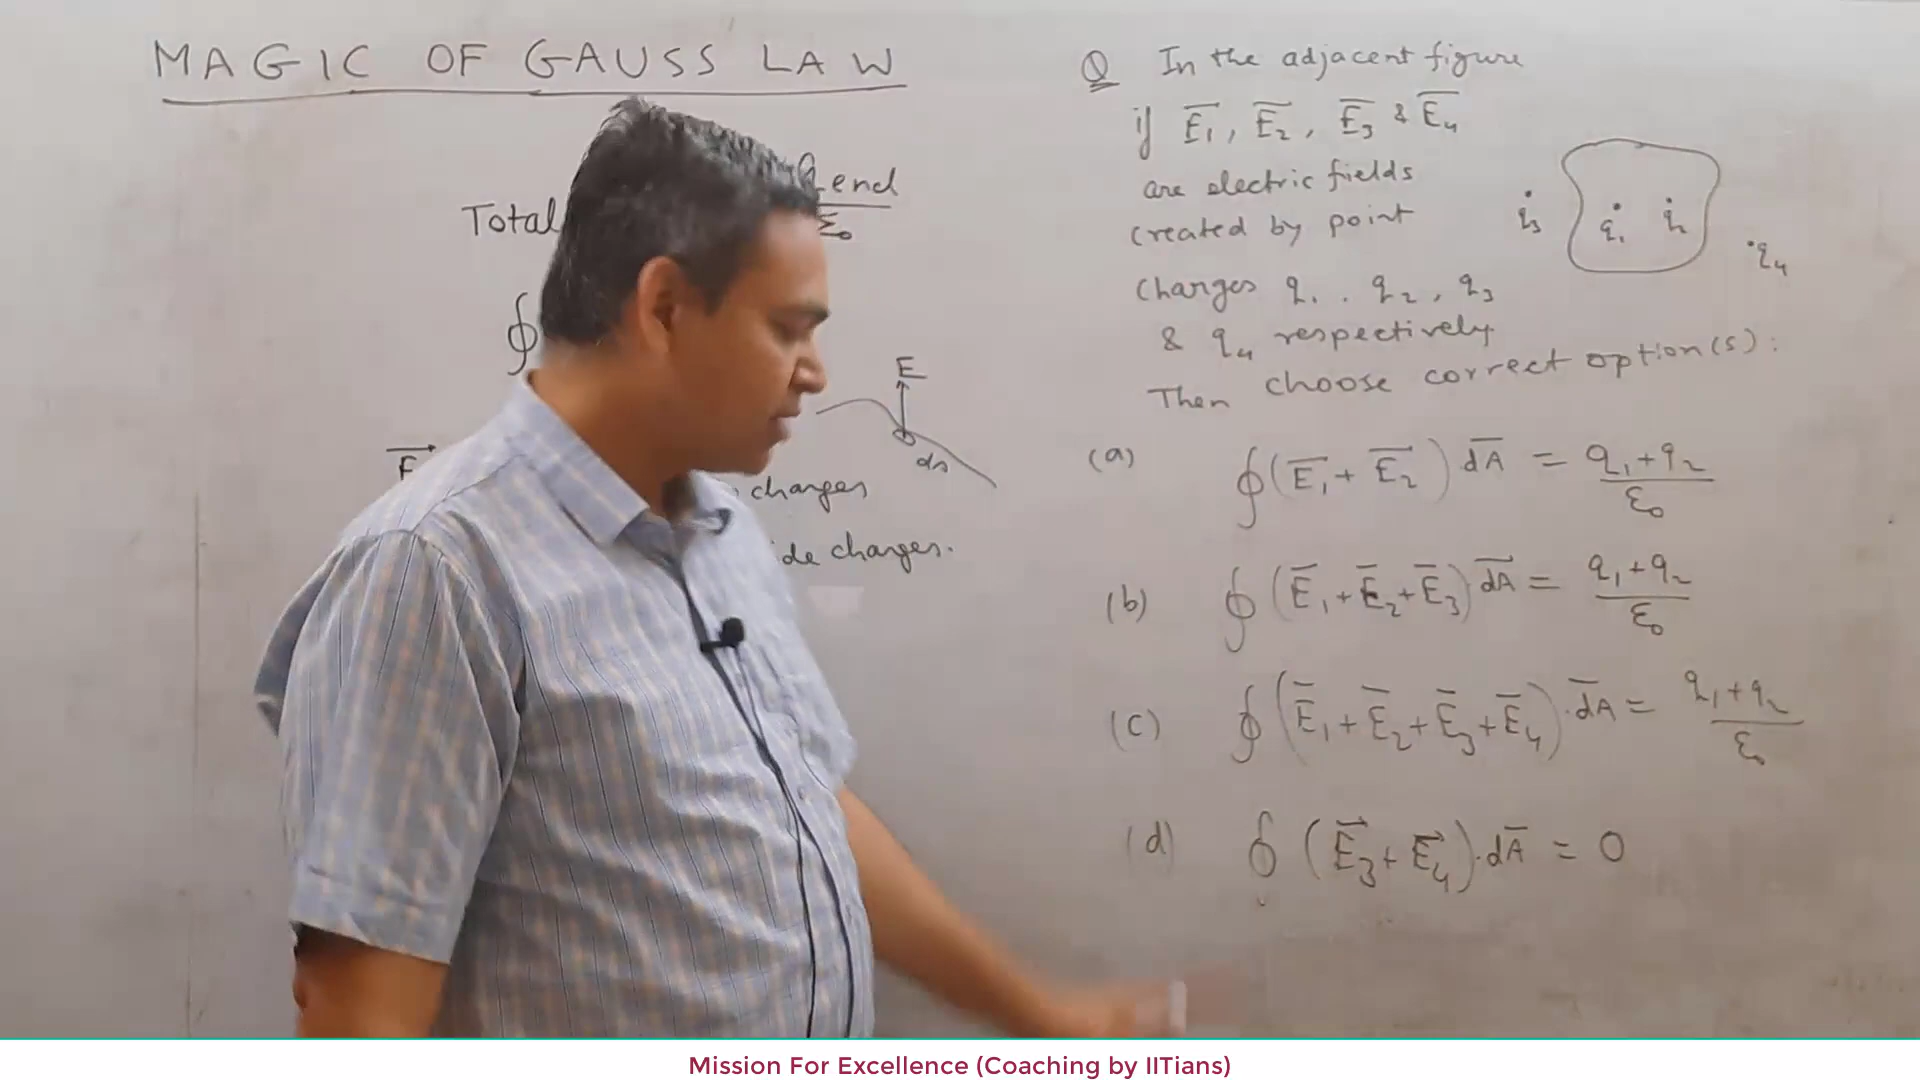 MAGIC OF GAUSS LAW
Total
qend
ε₀
∮
E
ds
F
charges
ide charges.
Q In the adjacent figure
if E₁, E₂, E₃ & E₄
are electric fields
created by point
charges q₁, q₂, q₃
& q₄ respectively
Then choose correct option(s):
q₃ q₁ q₂ q₄
(a) ∮(E₁ + E₂) dA = q₁+q₂/ε₀
(b) ∮(E₁+E₂+E₃) dA = q₁+q₂/ε₀
(c) ∮(E₁+E₂+E₃+E₄).dA = q₁+q₂/ε₀
(d) ∮(E₃+E₄).dA = 0
Mission For Excellence (Coaching by IITians)